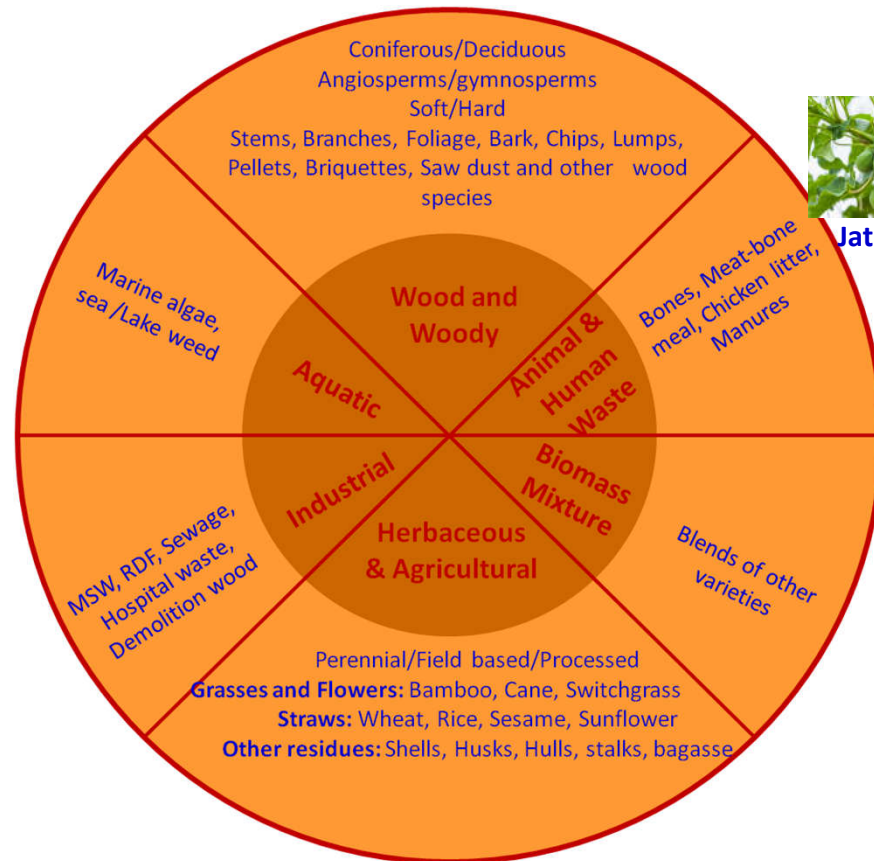 Coniferous/Deciduous
Angiosperms/gymnosperms
Soft/Hard
Stems, Branches, Foliage, Bark, Chips, Lumps,
Pellets, Briquettes, Saw dust and other wood
species
Wood and
Woody
Jat
Bones, Meat-bone
meal, Chicken litter,
Manures
Animal &
Human
Waste
Marine algae,
sea /Lake weed
Aquatic
Biomass
Mixture
Blends of other
varieties
Industrial
MSW, RDF, Sewage,
Hospital waste,
Demolition wood
Herbaceous
& Agricultural
Perennial/Field based/Processed
Grasses and Flowers: Bamboo, Cane, Switchgrass
Straws: Wheat, Rice, Sesame, Sunflower
Other residues: Shells, Husks, Hulls, stalks, bagasse